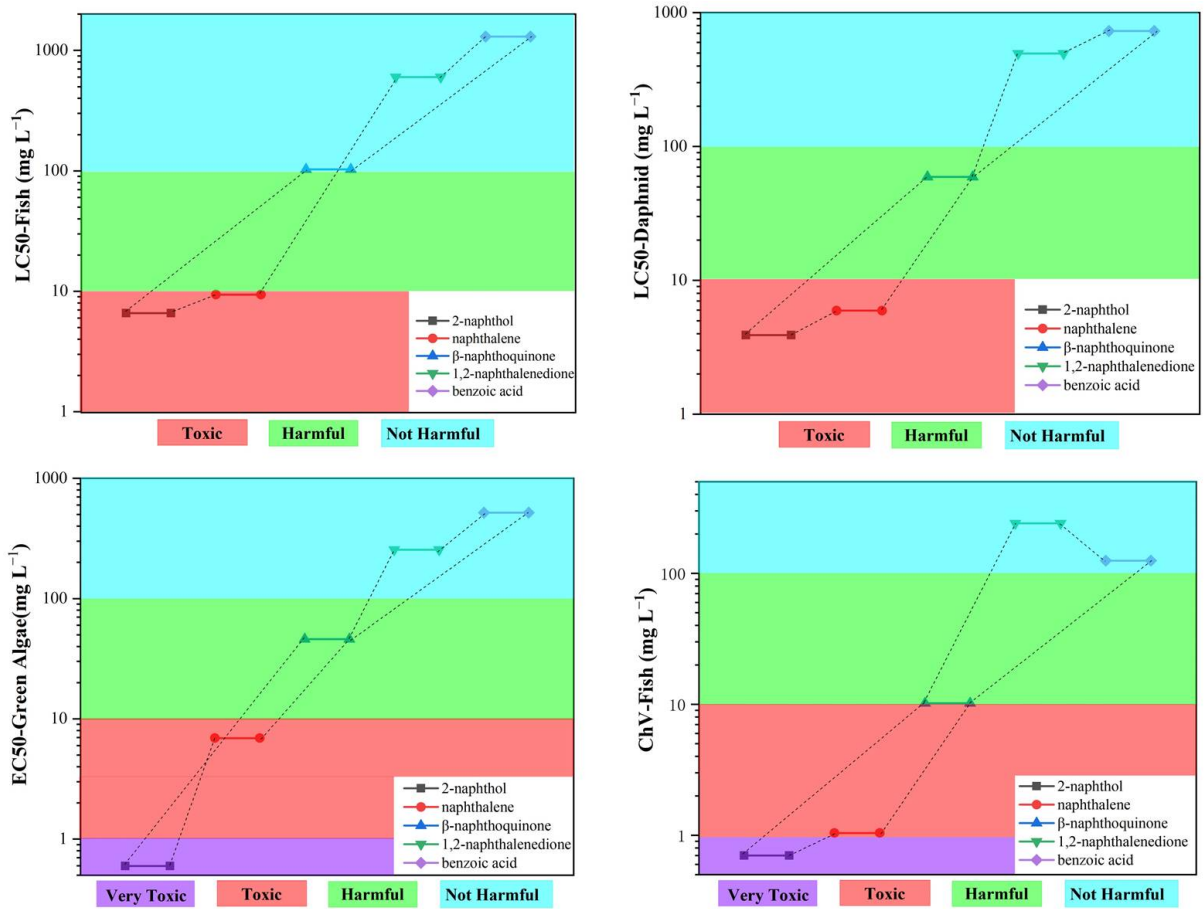 1000
100
10
1
LC50-Fish (mg L⁻¹)
2-naphthol
naphthalene
β-naphthoquinone
1,2-naphthalenedione
benzoic acid
Toxic Harmful Not Harmful
1000
100
10
1
LC50-Daphnid (mg L⁻¹)
2-naphthol
naphthalene
β-naphthoquinone
1,2-naphthalenedione
benzoic acid
Toxic Harmful Not Harmful
1000
100
10
1
EC50-Green Algae(mg L⁻¹)
2-naphthol
naphthalene
β-naphthoquinone
1,2-naphthalenedione
benzoic acid
Very Toxic Toxic Harmful Not Harmful
100
10
1
ChV-Fish (mg L⁻¹)
2-naphthol
naphthalene
β-naphthoquinone
1,2-naphthalenedione
benzoic acid
Very Toxic Toxic Harmful Not Harmful